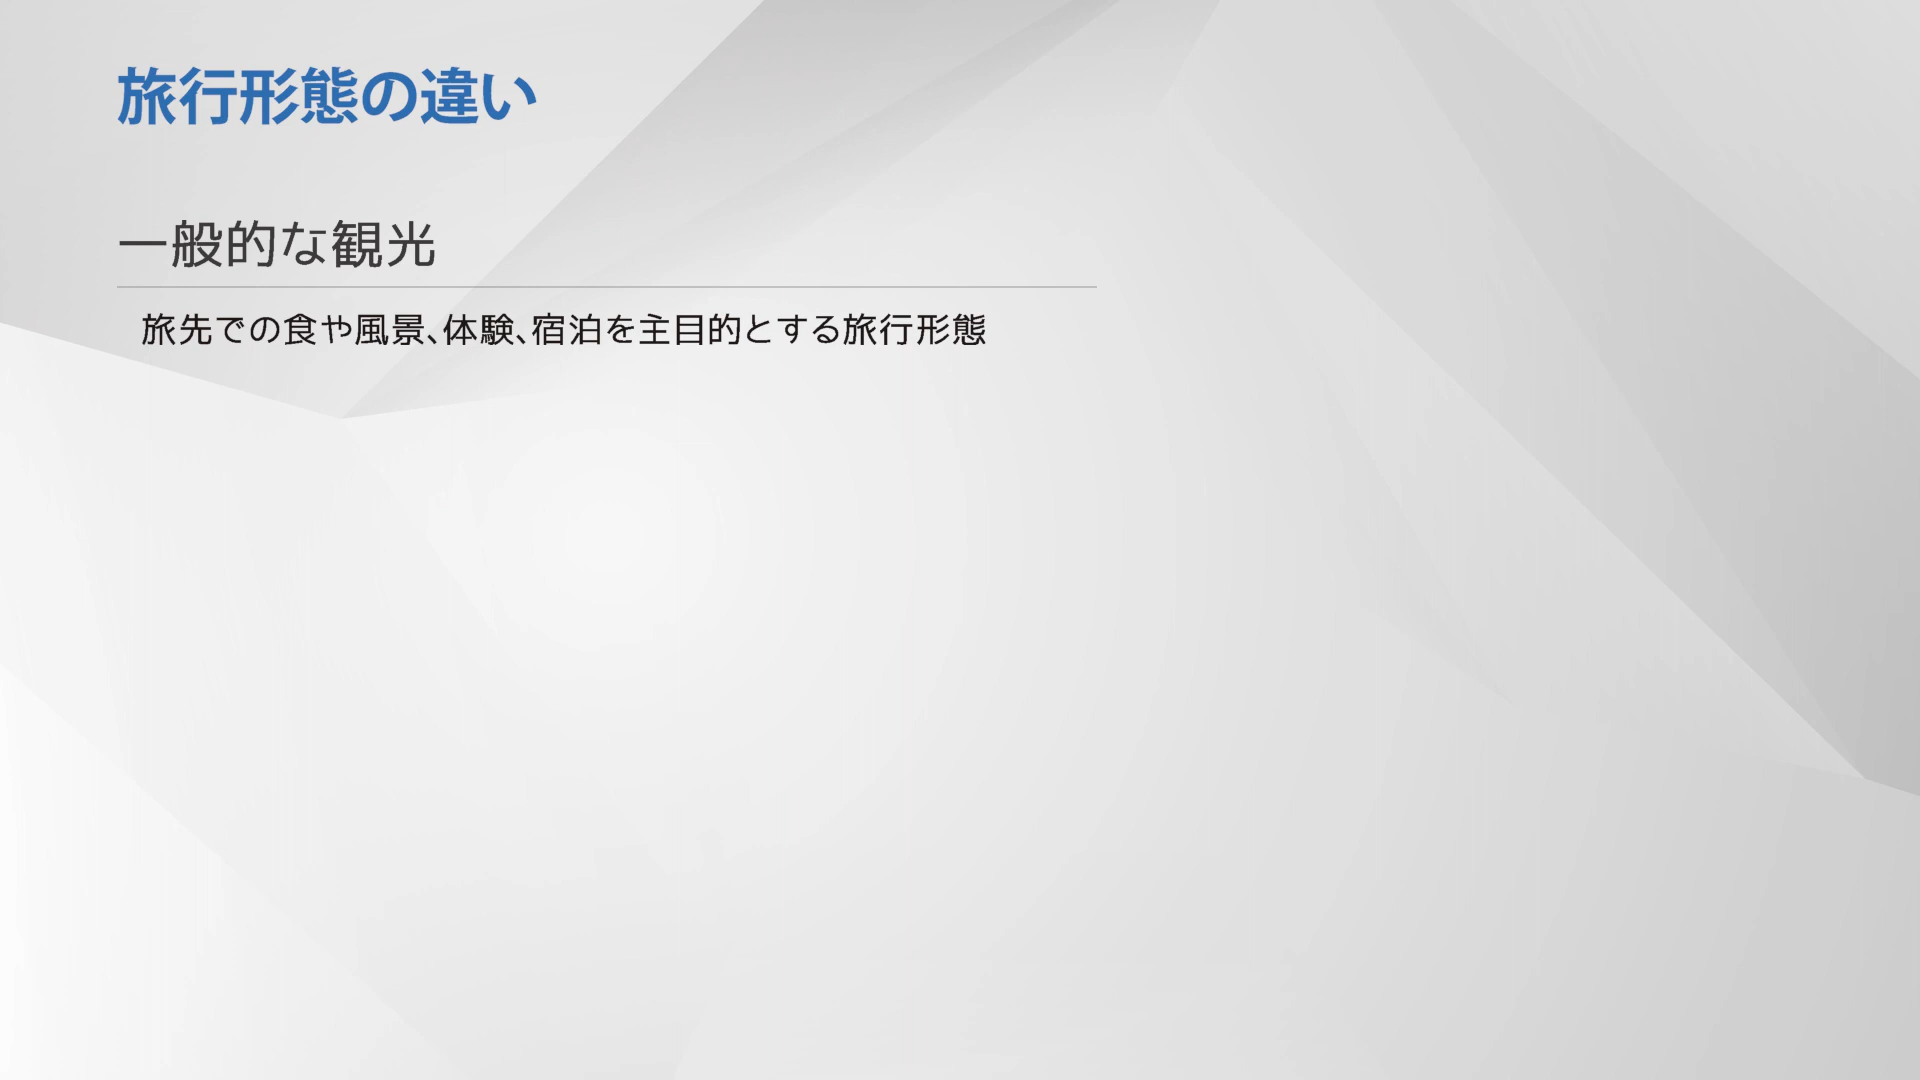 旅行形態の違い
一般的な観光
旅先での食や風景、体験、宿泊を主目的とする旅行形態